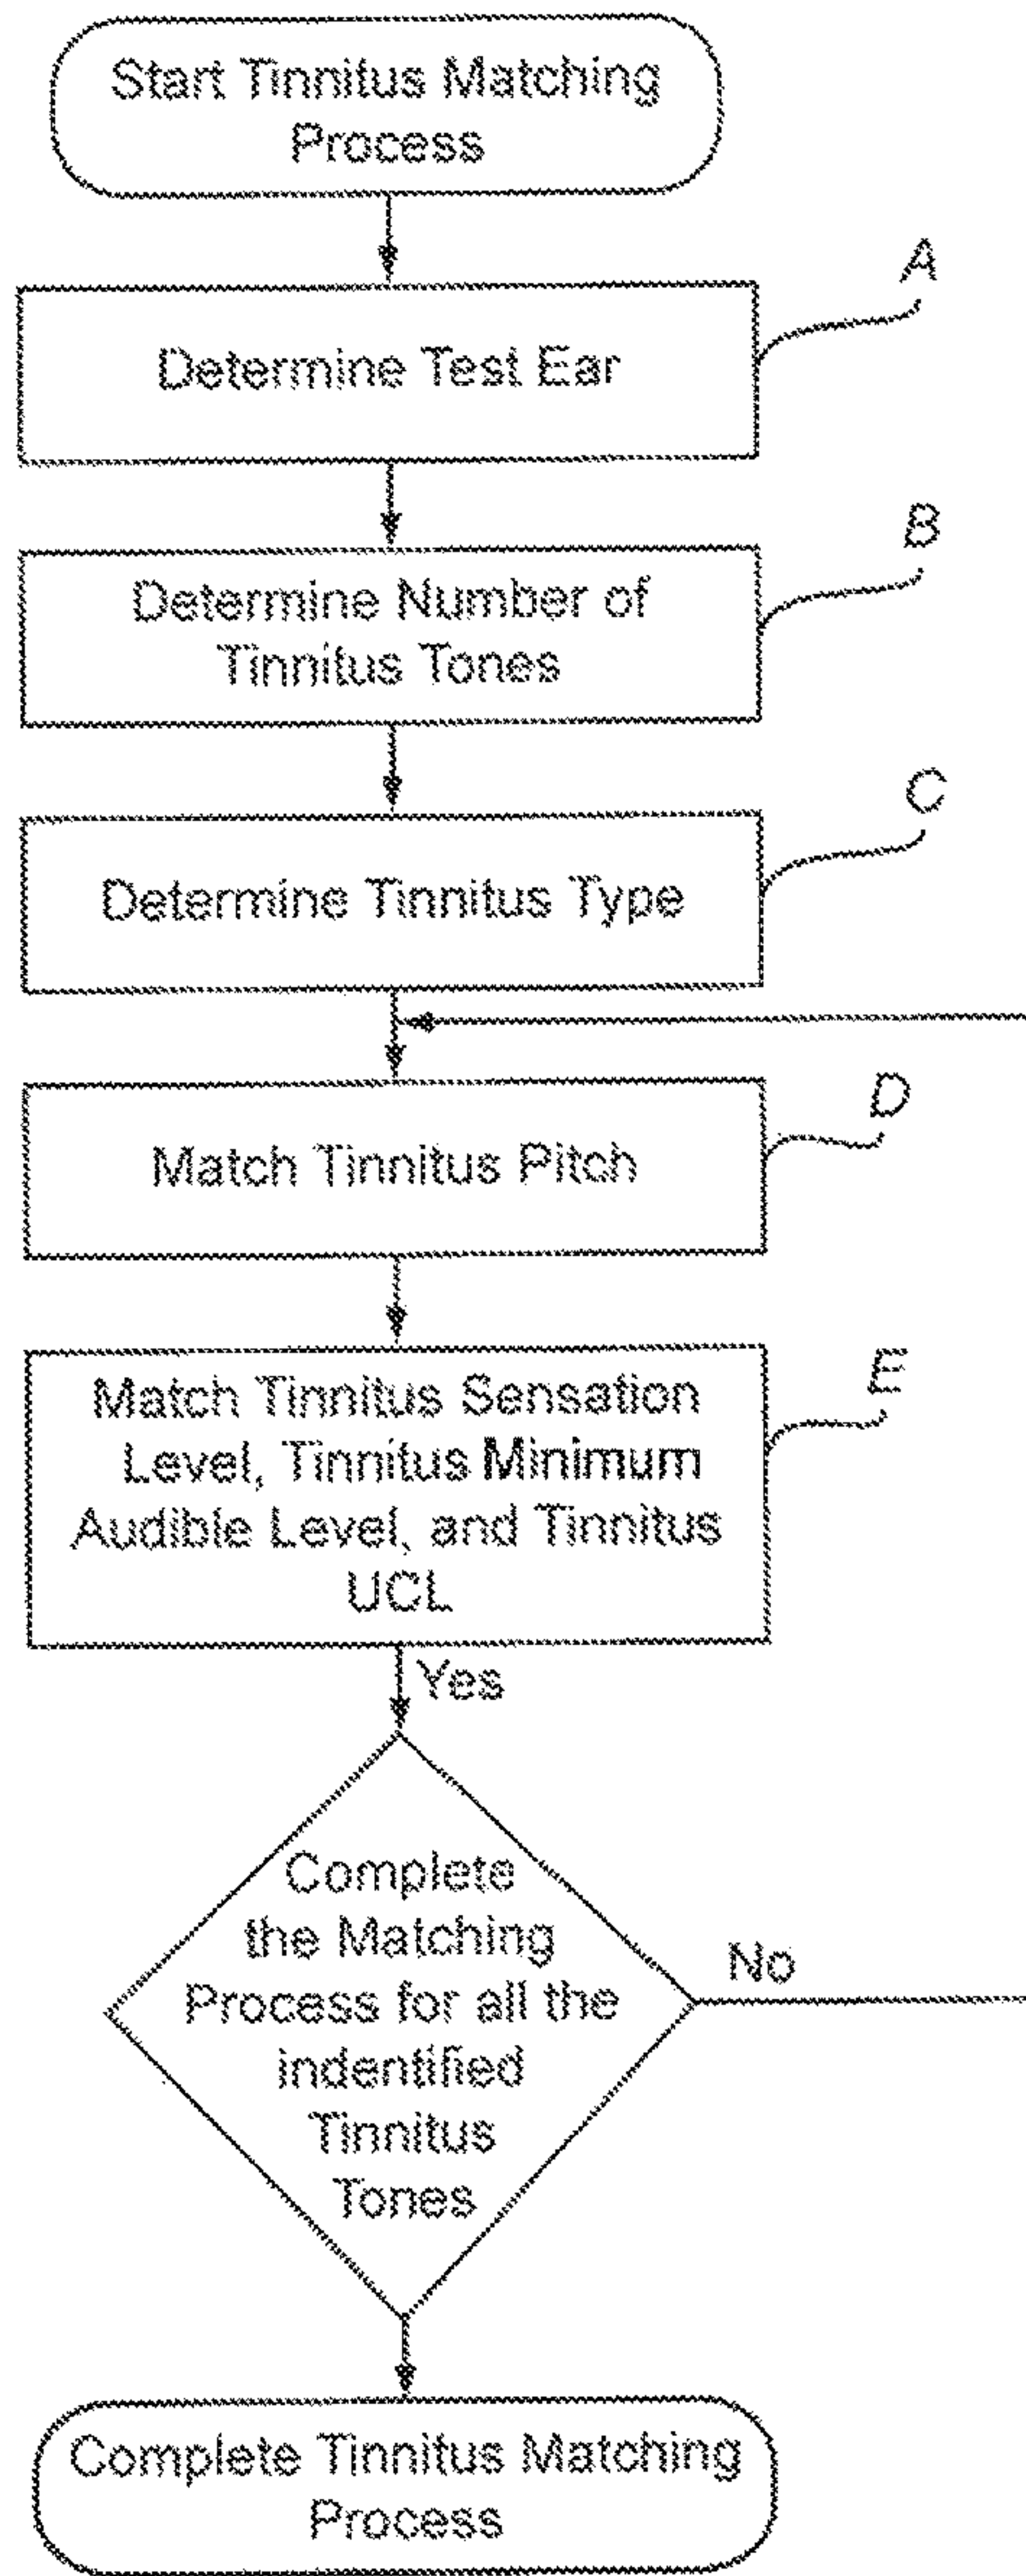 Start Tinnitus Matching
Process
A
Determine Test Ear
B
Determine Number of
Tinnitus Tones
C
Determine Tinnitus Type
D
Match Tinnitus Pitch
E
Match Tinnitus Sensation
Level, Tinnitus Minimum
Audible Level, and Tinnitus
UCL
Yes
Complete
the Matching
Process for all the
indentified
Tinnitus
Tones
No
Complete Tinnitus Matching
Process